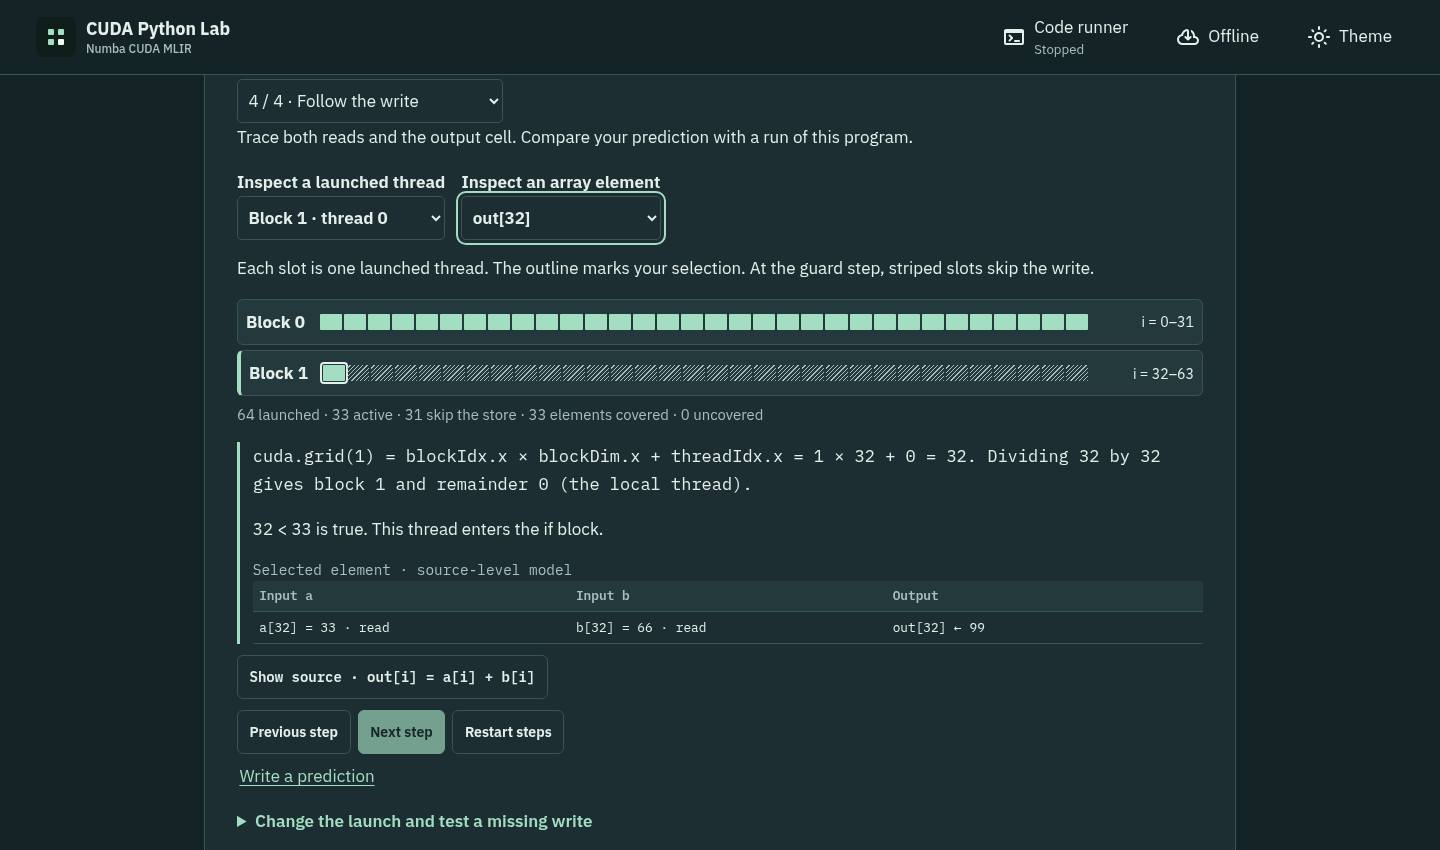 CUDA Python Lab
Numba CUDA MLIR
Code runner
Stopped
Offline
Theme
4 / 4 · Follow the write
Trace both reads and the output cell. Compare your prediction with a run of this program.
Inspect a launched thread
Inspect an array element
Block 1 · thread 0
out[32]
Each slot is one launched thread. The outline marks your selection. At the guard step, striped slots skip the write.
Block 0
i = 0–31
Block 1
i = 32–63
64 launched · 33 active · 31 skip the store · 33 elements covered · 0 uncovered
cuda.grid(1) = blockIdx.x × blockDim.x + threadIdx.x = 1 × 32 + 0 = 32. Dividing 32 by 32
gives block 1 and remainder 0 (the local thread).
32 < 33 is true. This thread enters the if block.
Selected element · source-level model
Input a
Input b
Output
a[32] = 33 · read
b[32] = 66 · read
out[32] ← 99
Show source · out[i] = a[i] + b[i]
Previous step
Next step
Restart steps
Write a prediction
Change the launch and test a missing write